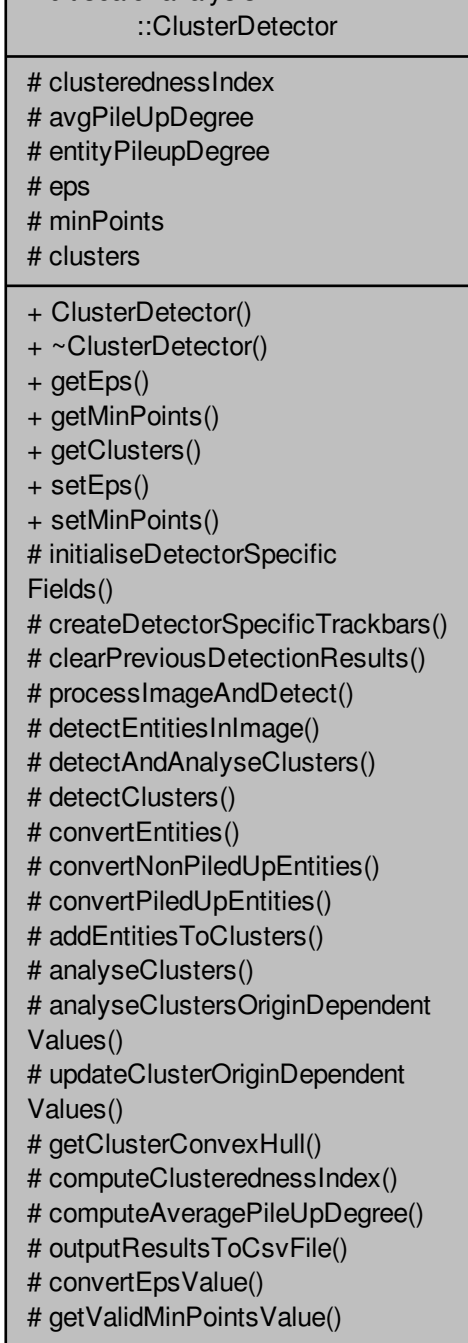 ::ClusterDetector
# clusterednessIndex
# avgPileUpDegree
# entityPileupDegree
# eps
# minPoints
# clusters
+ ClusterDetector()
+ ~ClusterDetector()
+ getEps()
+ getMinPoints()
+ getClusters()
+ setEps()
+ setMinPoints()
# initialiseDetectorSpecific
Fields()
# createDetectorSpecificTrackbars()
# clearPreviousDetectionResults()
# processImageAndDetect()
# detectEntitiesInImage()
# detectAndAnalyseClusters()
# detectClusters()
# convertEntities()
# convertNonPiledUpEntities()
# convertPiledUpEntities()
# addEntitiesToClusters()
# analyseClusters()
# analyseClustersOriginDependent
Values()
# updateClusterOriginDependent
Values()
# getClusterConvexHull()
# computeClusterednessIndex()
# computeAveragePileUpDegree()
# outputResultsToCsvFile()
# convertEpsValue()
# getValidMinPointsValue()